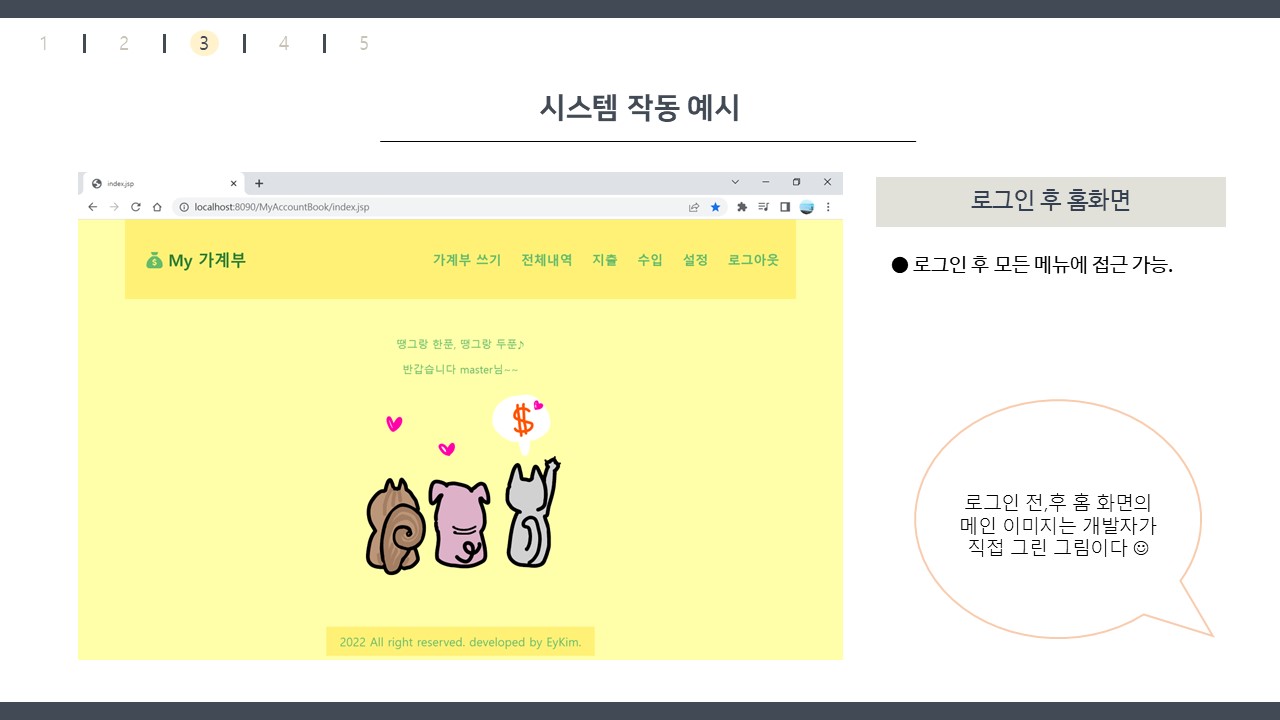 1 | 2 | 3 | 4 | 5
시스템 작동 예시
index.jsp
localhost:8090/MyAccountBook/index.jsp
My 가계부 가계부 쓰기 전체내역 지출 수입 설정 로그아웃
땡그랑 한푼, 땡그랑 두푼♪
반갑습니다 master님~~
$
2022 All right reserved. developed by EyKim.
로그인 후 홈화면
● 로그인 후 모든 메뉴에 접근 가능.
로그인 전,후 홈 화면의
메인 이미지는 개발자가
직접 그린 그림이다 ☺